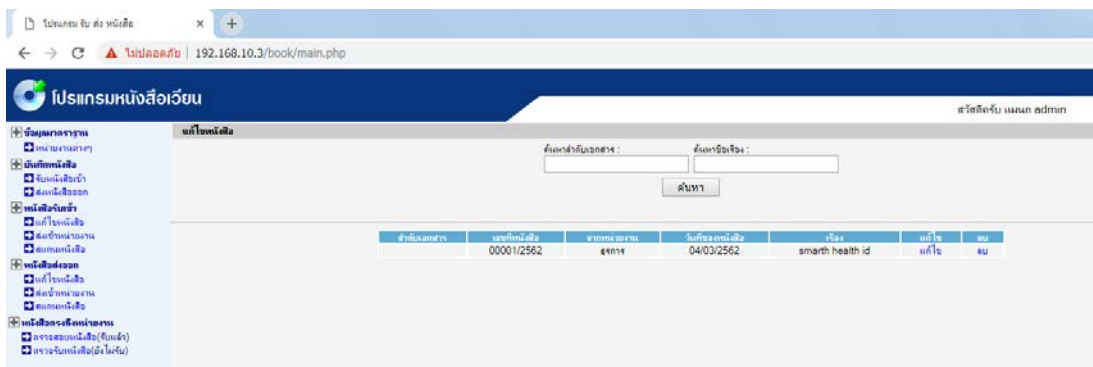 โปรแกรม รับ ส่ง หนังสือ
ไม่ปลอดภัย | 192.168.10.3/book/main.php
โปรแกรมหนังสือเวียน
สวัสดีครับ แผนก admin
ข้อมูลมาตราฐาน
หน่วยงานต่างๆ
บันทึกหนังสือ
รับหนังสือเข้า
ส่งหนังสือออก
หนังสือรับเข้า
แก้ไขหนังสือ
ส่งเข้าหน่วยงาน
สแกนหนังสือ
หนังสือส่งออก
แก้ไขหนังสือ
ส่งเข้าหน่วยงาน
สแกนหนังสือ
หนังสือตรงถึงหน่วยงาน
ตรวจสอบหนังสือ(รับแล้ว)
ตรวจรับหนังสือ(ยังไม่รับ)
แก้ไขหนังสือ
ค้นหาลำดับเอกสาร : ค้นหาชื่อเรื่อง :
ค้นหา
ลำดับเอกสาร เลขที่หนังสือ จากหน่วยงาน วันที่ของหนังสือ เรื่อง แก้ไข ลบ
00001/2562 ธุรการ 04/03/2562 smarth health id แก้ไข ลบ